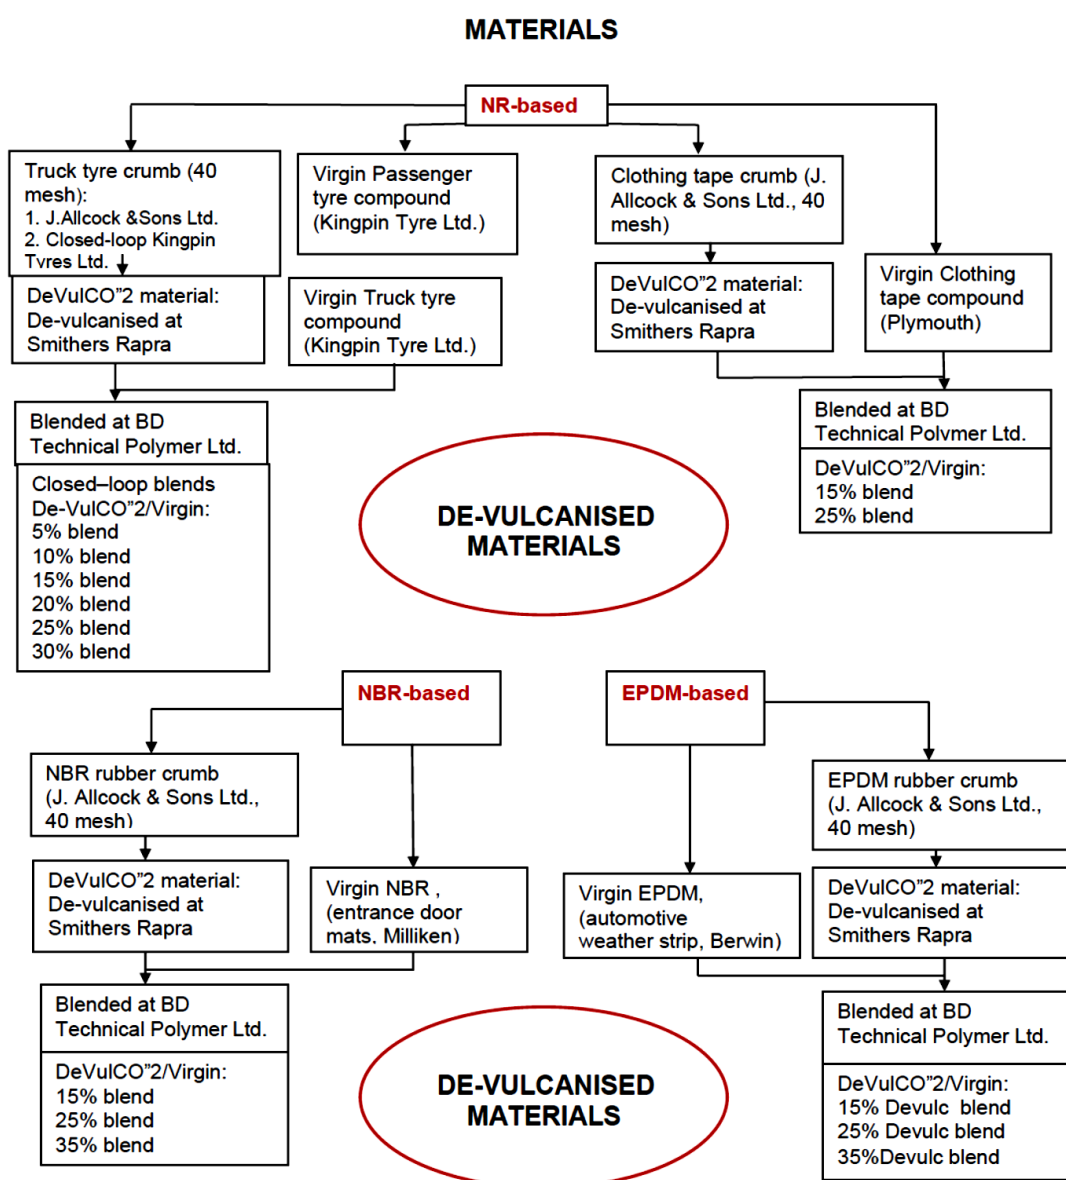 MATERIALS
NR-based
Truck tyre crumb (40
mesh):
1. J.Allcock &Sons Ltd.
2. Closed-loop Kingpin
Tyres Ltd.
Virgin Passenger
tyre compound
(Kingpin Tyre Ltd.)
Clothing tape crumb (J.
Allcock & Sons Ltd., 40
mesh)
Virgin Clothing
tape compound
(Plymouth)
DeVulCO"2 material:
De-vulcanised at
Smithers Rapra
Virgin Truck tyre
compound
(Kingpin Tyre Ltd.)
DeVulCO"2 material:
De-vulcanised at
Smithers Rapra
Blended at BD
Technical Polymer Ltd.
Closed–loop blends
De-VulCO"2/Virgin:
5% blend
10% blend
15% blend
20% blend
25% blend
30% blend
DE-VULCANISED
MATERIALS
Blended at BD
Technical Polymer Ltd.
DeVulCO"2/Virgin:
15% blend
25% blend
NBR-based
EPDM-based
NBR rubber crumb
(J. Allcock & Sons Ltd.,
40 mesh)
EPDM rubber crumb
(J. Allcock & Sons Ltd.,
40 mesh)
DeVulCO"2 material:
De-vulcanised at
Smithers Rapra
Virgin NBR ,
(entrance door
mats, Milliken)
Virgin EPDM,
(automotive
weather strip, Berwin)
DeVulCO"2 material:
De-vulcanised at
Smithers Rapra
Blended at BD
Technical Polymer Ltd.
DeVulCO"2/Virgin:
15% blend
25% blend
35% blend
DE-VULCANISED
MATERIALS
Blended at BD
Technical Polymer Ltd.
DeVulCO"2/Virgin:
15% Devulc blend
25% Devulc blend
35%Devulc blend